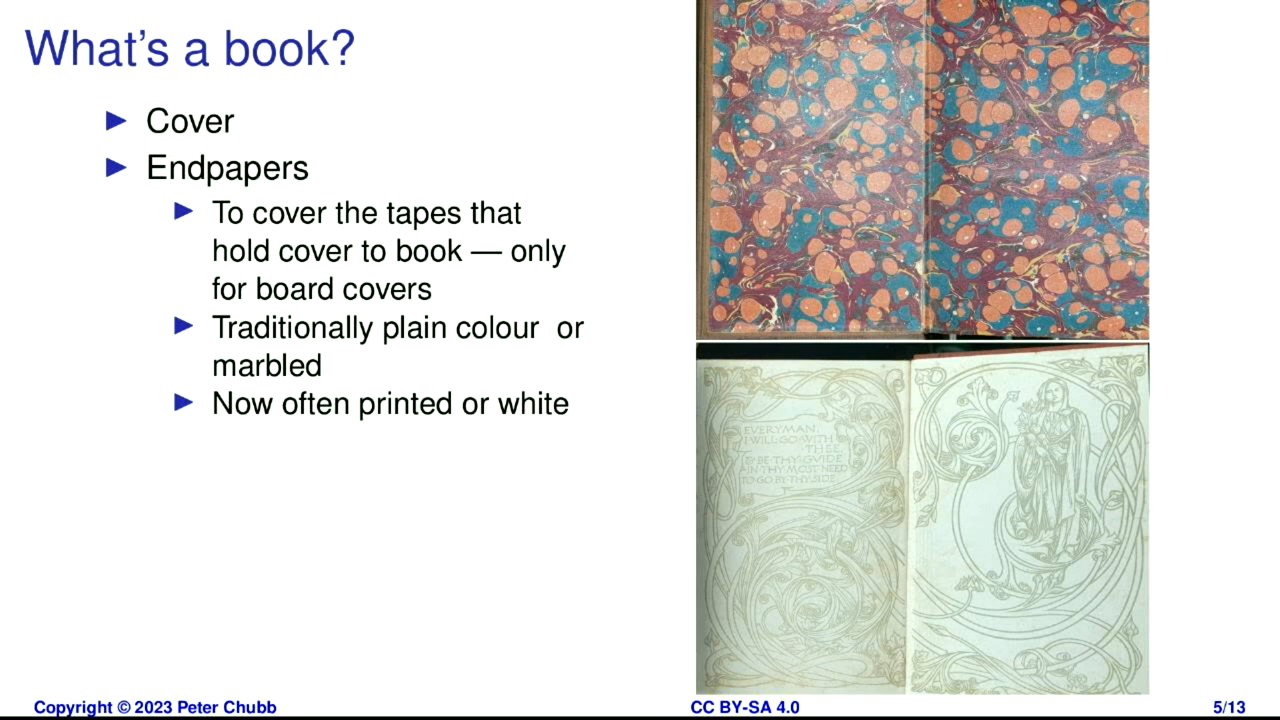 What's a book?
Cover
Endpapers
To cover the tapes that
hold cover to book — only
for board covers
Traditionally plain colour or
marbled
Now often printed or white
EVERYMAN,
I WILL GO WITH
THEE,
& BE THY GUIDE
IN THY MOST NEED
TO GO BY THY SIDE
Copyright © 2023 Peter Chubb
CC BY-SA 4.0
5/13